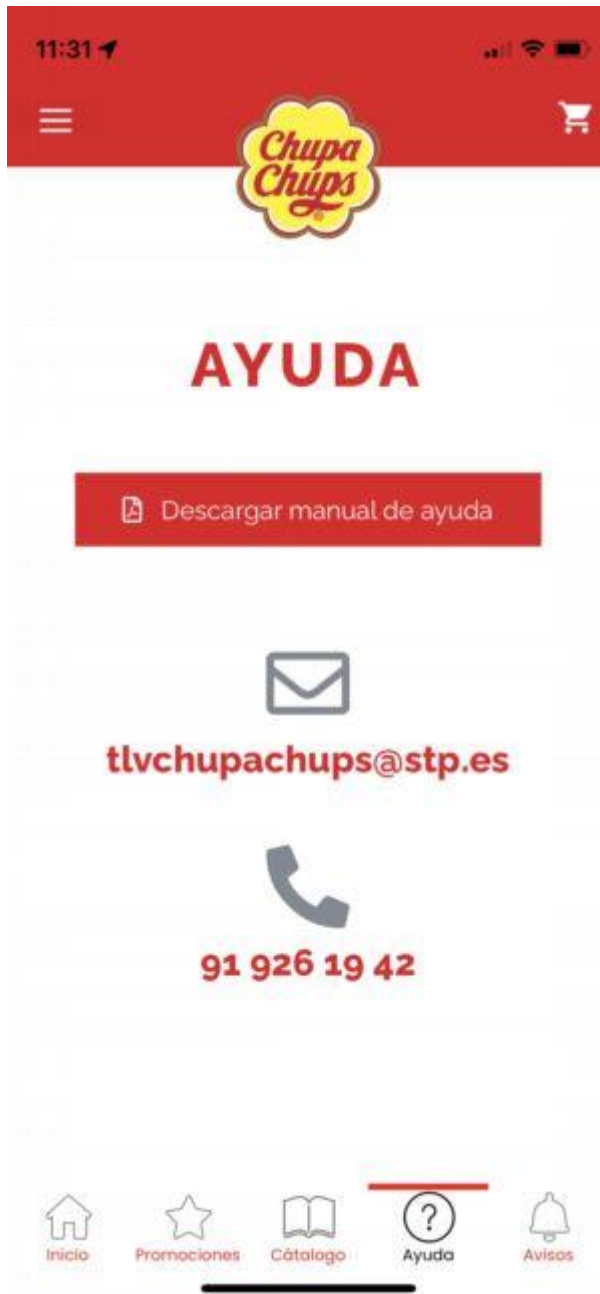 11:31
Chupa
Chups
AYUDA
Descargar manual de ayuda
tlvchupachups@stp.es
91 926 19 42
Inicio
Promociones
Cátalogo
Ayuda
Avisos